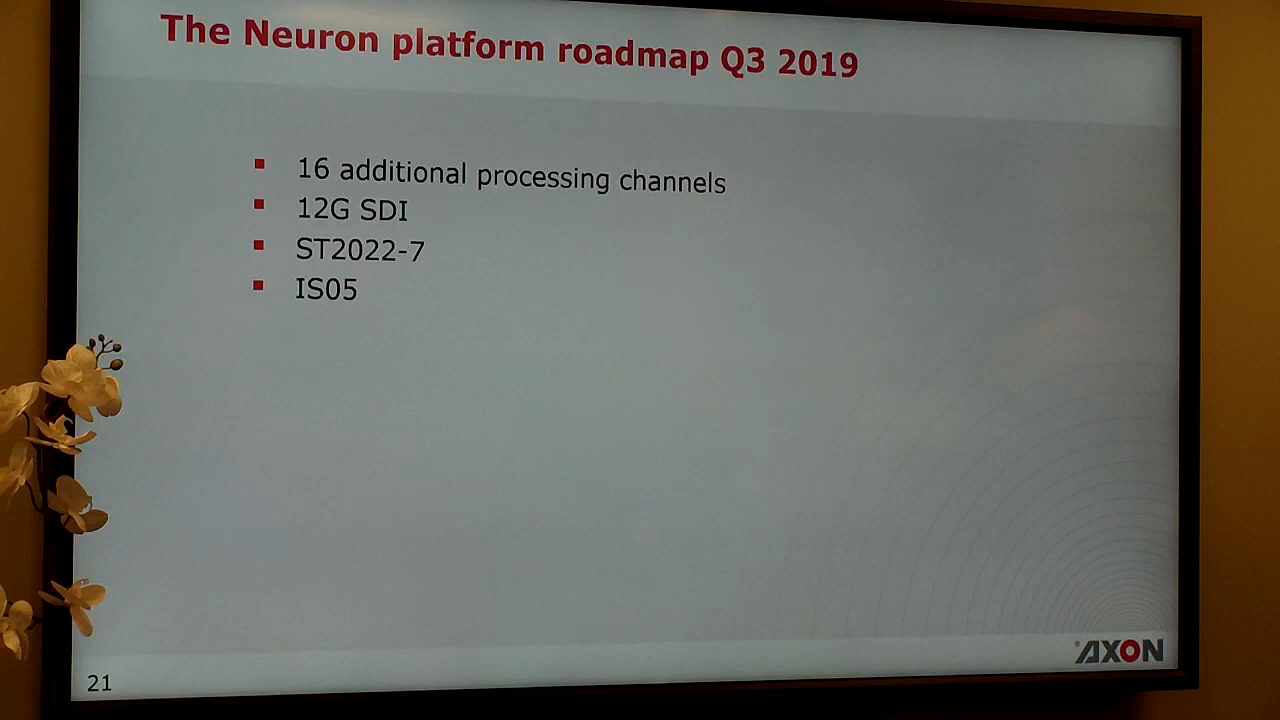 The Neuron platform roadmap Q3 2019
16 additional processing channels
12G SDI
ST2022-7
IS05
AXON
21